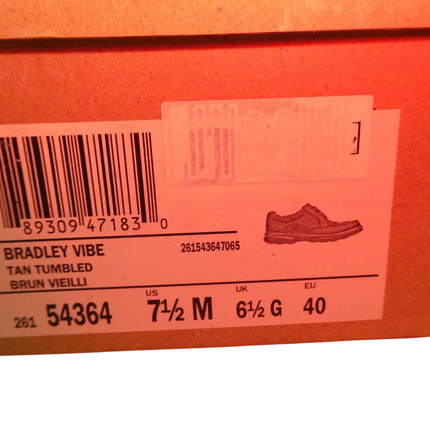 89309 47183 0
BRADLEY VIBE
261543647065
TAN TUMBLED
BRUN VIEILLI
US UK EU
261 54364 7½ M 6½ G 40